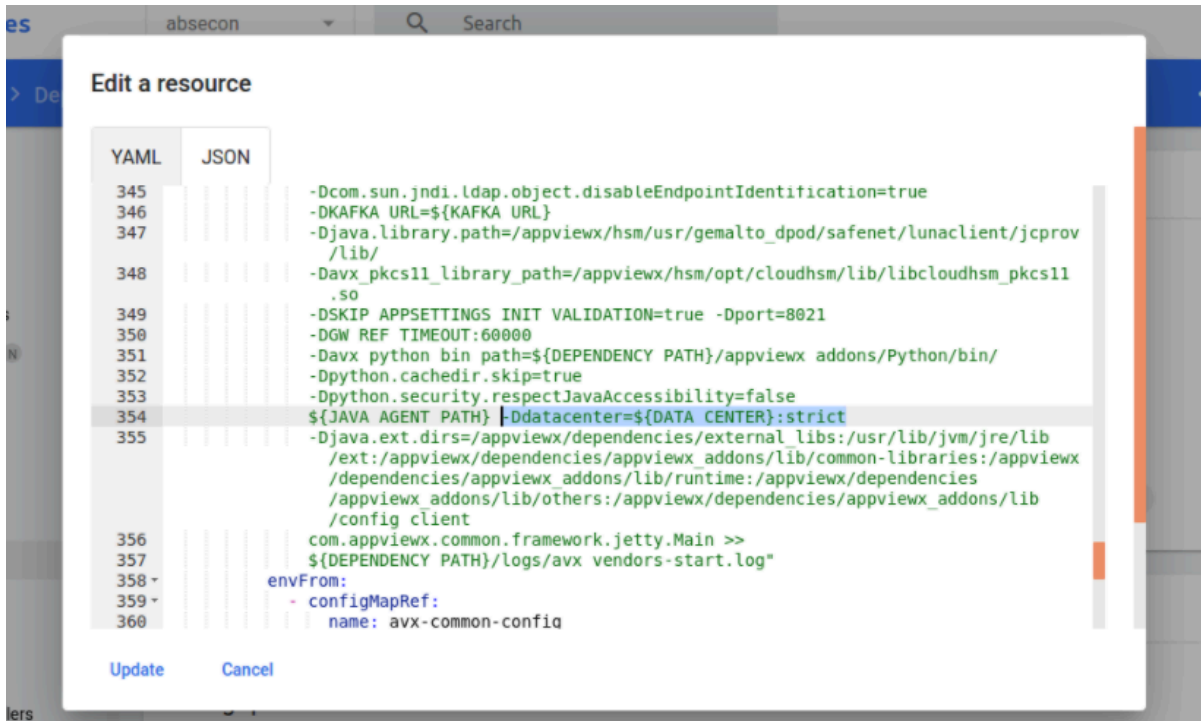 es
absecon
Search
> De
Edit a resource
YAML JSON
345 -Dcom.sun.jndi.ldap.object.disableEndpointIdentification=true
346 -DKAFKA URL=${KAFKA URL}
347 -Djava.library.path=/appviewx/hsm/usr/gemalto_dpod/safenet/lunaclient/jcprov
/lib/
348 -Davx_pkcs11_library_path=/appviewx/hsm/opt/cloudhsm/lib/libcloudhsm_pkcs11
.so
349 -DSKIP APPSETTINGS INIT VALIDATION=true -Dport=8021
350 -DGW REF TIMEOUT:60000
351 -Davx python bin path=${DEPENDENCY PATH}/appviewx addons/Python/bin/
352 -Dpython.cachedir.skip=true
353 -Dpython.security.respectJavaAccessibility=false
354 ${JAVA AGENT PATH} -Ddatacenter=${DATA CENTER}:strict
355 -Djava.ext.dirs=/appviewx/dependencies/external_libs:/usr/lib/jvm/jre/lib
/ext:/appviewx/dependencies/appviewx_addons/lib/common-libraries:/appviewx
/dependencies/appviewx_addons/lib/runtime:/appviewx/dependencies
/appviewx_addons/lib/others:/appviewx/dependencies/appviewx_addons/lib
/config client
356 com.appviewx.common.framework.jetty.Main >>
357 ${DEPENDENCY PATH}/logs/avx vendors-start.log"
358 envFrom:
359 - configMapRef:
360 name: avx-common-config
N
Update Cancel
lers